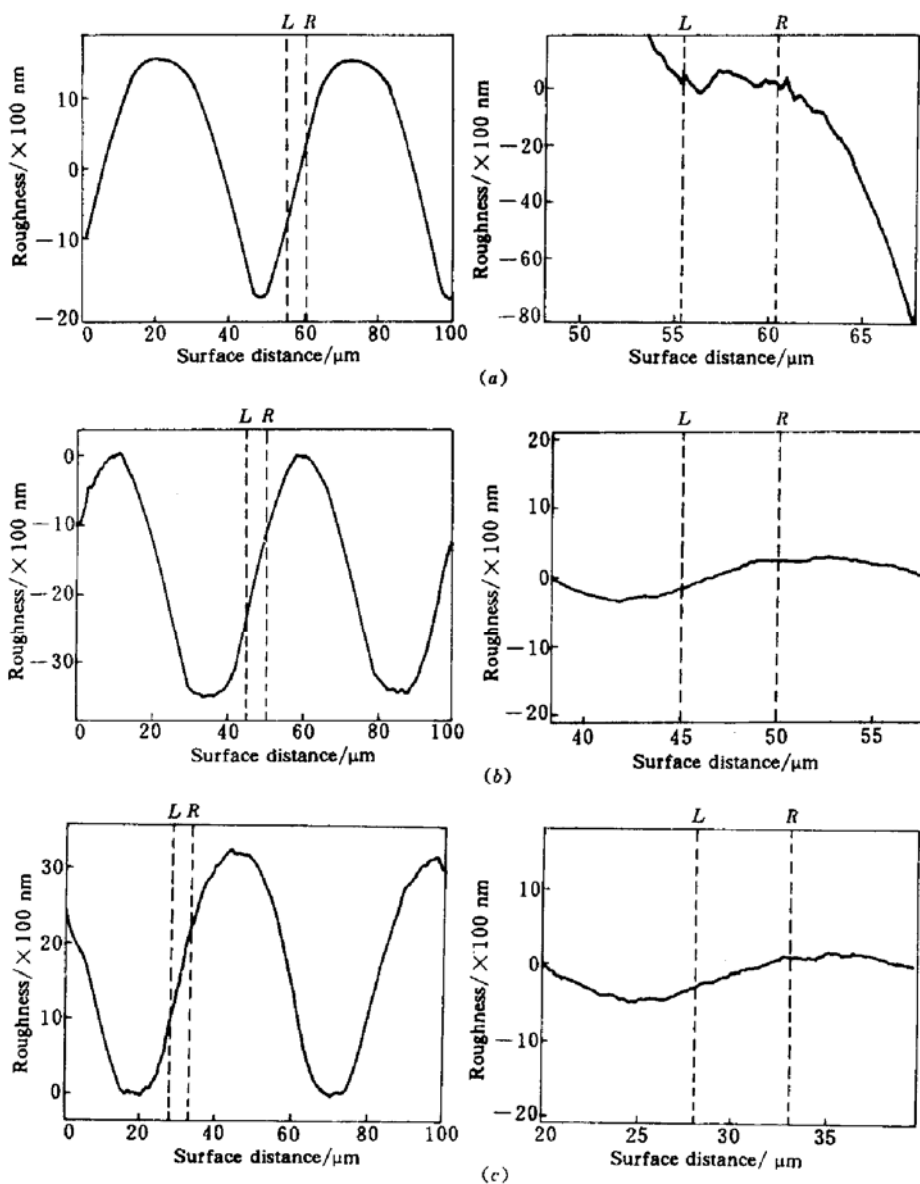 L R
Roughness/×100 nm
10
0
−10
−20
0 20 40 60 80 100
Surface distance/μm
L R
Roughness/×100 nm
0
−20
−40
−60
−80
50 55 60 65
Surface distance/μm
(a)
L R
Roughness/×100 nm
0
−10
−20
−30
0 20 40 60 80 100
Surface distance/μm
L R
Roughness/×100 nm
20
10
0
−10
−20
40 45 50 55
Surface distance/μm
(b)
L R
Roughness/×100 nm
30
20
10
0
0 20 40 60 80 100
Surface distance/μm
L R
Roughness/×100 nm
10
0
−10
−20
20 25 30 35
Surface distance/ μm
(c)